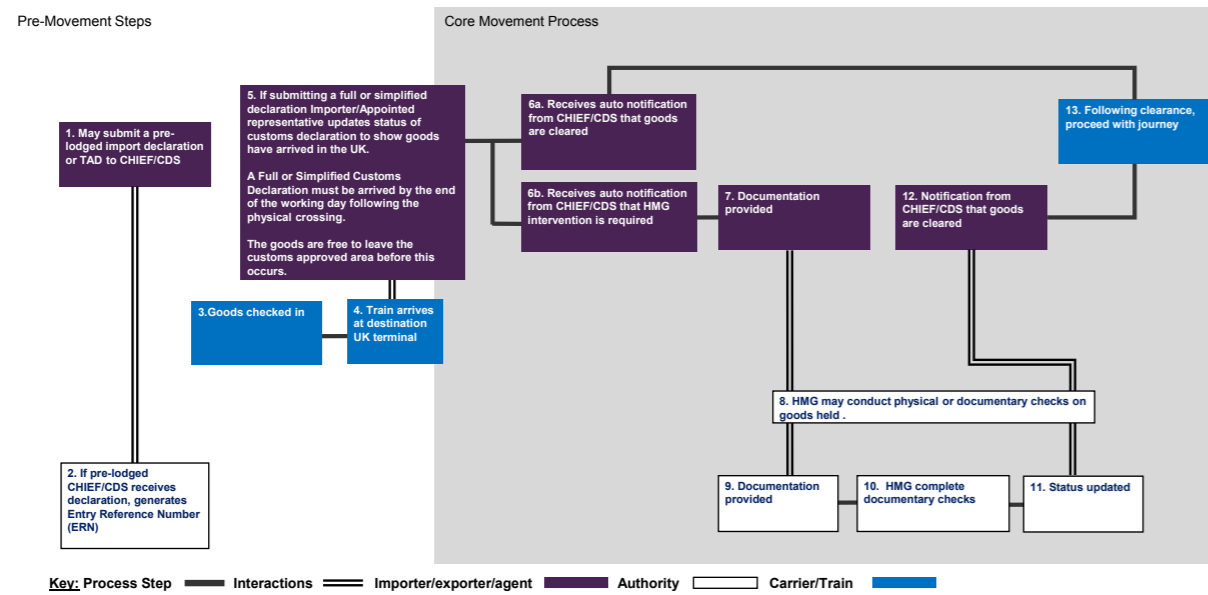 Pre-Movement Steps
Core Movement Process
1. May submit a pre-
lodged import declaration
or TAD to CHIEF/CDS
2. If pre-lodged
CHIEF/CDS receives
declaration, generates
Entry Reference Number
(ERN)
3.Goods checked in
4. Train arrives
at destination
UK terminal
5. If submitting a full or simplified
declaration Importer/Appointed
representative updates status of
customs declaration to show goods
have arrived in the UK.
A Full or Simplified Customs
Declaration must be arrived by the end
of the working day following the
physical crossing.
The goods are free to leave the
customs approved area before this
occurs.
6a. Receives auto notification
from CHIEF/CDS that goods
are cleared
6b. Receives auto notification
from CHIEF/CDS that HMG
intervention is required
7. Documentation
provided
8. HMG may conduct physical or documentary checks on
goods held .
9. Documentation
provided
10. HMG complete
documentary checks
11. Status updated
12. Notification from
CHIEF/CDS that goods
are cleared
13. Following clearance,
proceed with journey
Key: Process Step Interactions Importer/exporter/agent Authority Carrier/Train